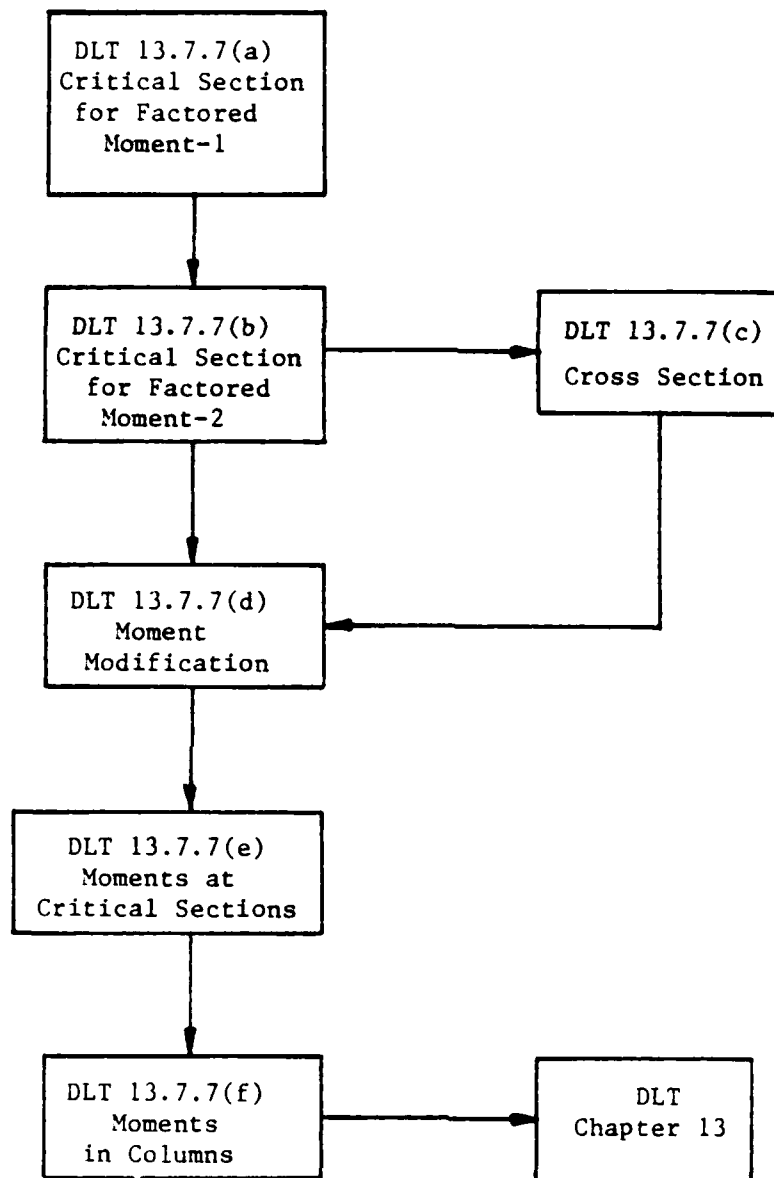 DLT 13.7.7(a)
Critical Section
for Factored
Moment-1
DLT 13.7.7(b)
Critical Section
for Factored
Moment-2
DLT 13.7.7(c)
Cross Section
DLT 13.7.7(d)
Moment
Modification
DLT 13.7.7(e)
Moments at
Critical Sections
DLT 13.7.7(f)
Moments
in Columns
DLT
Chapter 13